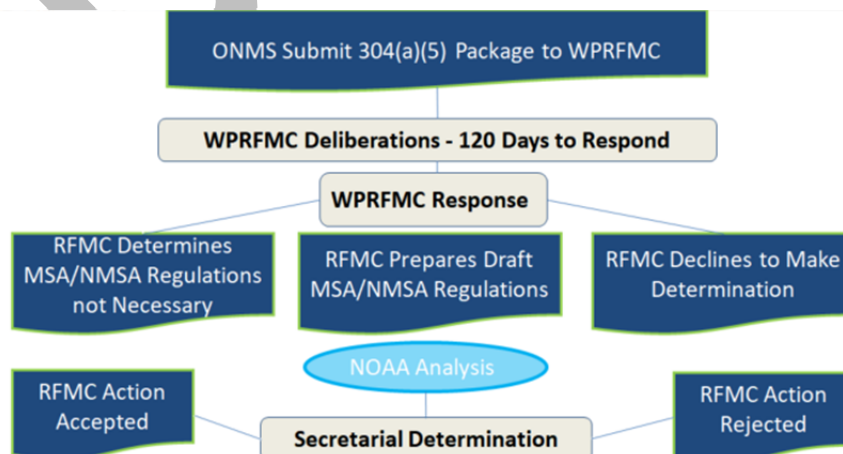 ONMS Submit 304(a)(5) Package to WPRFMC
WPRFMC Deliberations - 120 Days to Respond
WPRFMC Response
RFMC Determines
MSA/NMSA Regulations
not Necessary
RFMC Prepares Draft
MSA/NMSA Regulations
RFMC Declines to Make
Determination
NOAA Analysis
RFMC Action
Accepted
Secretarial Determination
RFMC Action
Rejected